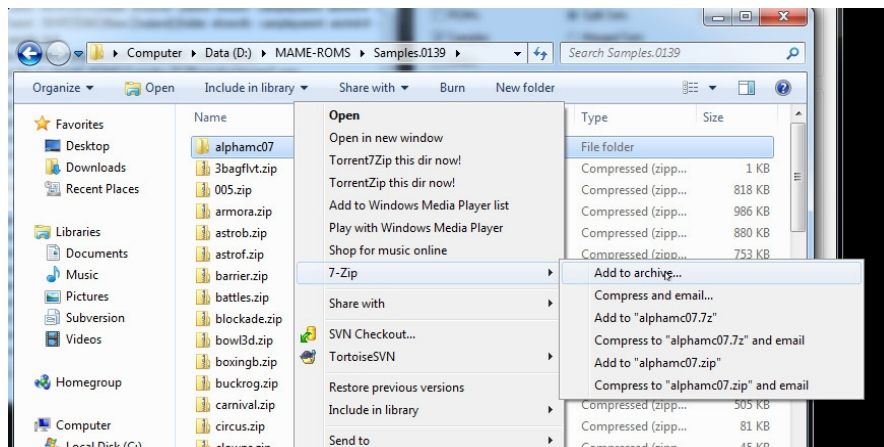 Computer ▸ Data (D:) ▸ MAME-ROMS ▸ Samples.0139 ▸
Search Samples.0139
Organize Open Include in library Share with Burn New folder
Favorites
Desktop
Downloads
Recent Places
Libraries
Documents
Music
Pictures
Subversion
Videos
Homegroup
Computer
Name
alphamc07
3bagflvt.zip
005.zip
armora.zip
astrob.zip
astrof.zip
barrier.zip
battles.zip
blockade.zip
bowl3d.zip
boxingb.zip
buckrog.zip
carnival.zip
circus.zip
Open
Open in new window
Torrent7Zip this dir now!
TorrentZip this dir now!
Add to Windows Media Player list
Play with Windows Media Player
Shop for music online
7-Zip
Share with
SVN Checkout...
TortoiseSVN
Restore previous versions
Include in library
Send to
Type Size
File folder
Compressed (zipp... 1 KB
Compressed (zipp... 818 KB
Compressed (zipp... 986 KB
Compressed (zipp... 880 KB
Compressed (zipp... 753 KB
Add to archive...
Compress and email...
Add to "alphamc07.7z"
Compress to "alphamc07.7z" and email
Add to "alphamc07.zip"
Compress to "alphamc07.zip" and email
Compressed (zipp... 505 KB
Compressed (zipp... 81 KB